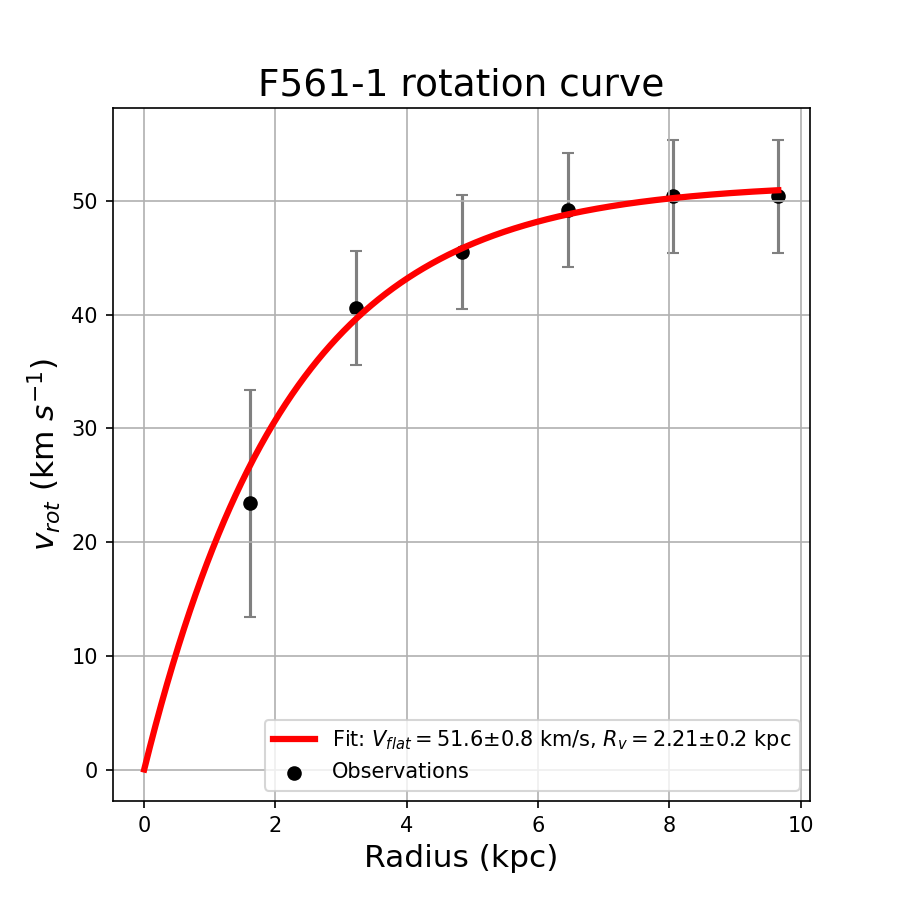 F561-1 rotation curve
50
40
30
20
10
0
v_rot (km s⁻¹)
Fit: V_flat = 51.6±0.8 km/s, R_v = 2.21±0.2 kpc
Observations
0 2 4 6 8 10
Radius (kpc)